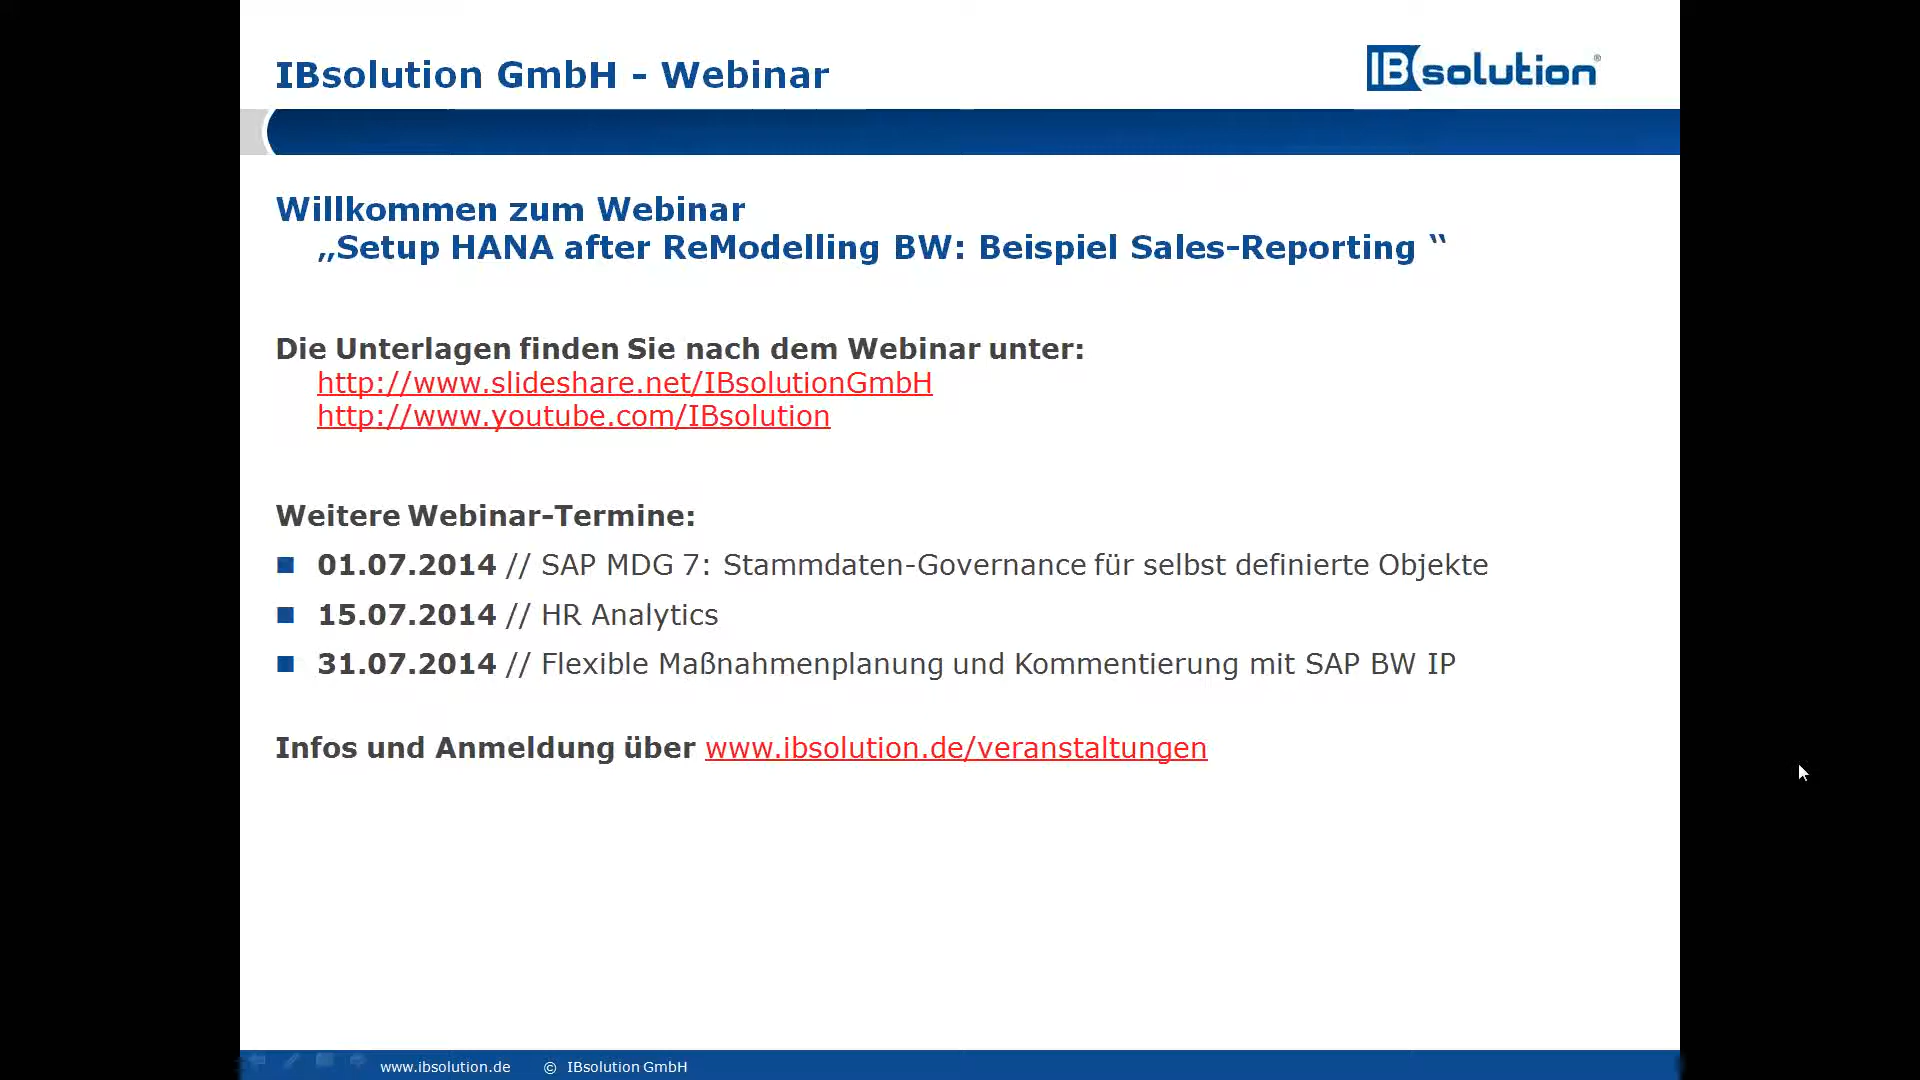 IBsolution GmbH - Webinar
IBsolution®
Willkommen zum Webinar
„Setup HANA after ReModelling BW: Beispiel Sales-Reporting “
Die Unterlagen finden Sie nach dem Webinar unter:
http://www.slideshare.net/IBsolutionGmbH
http://www.youtube.com/IBsolution
Weitere Webinar-Termine:
01.07.2014 // SAP MDG 7: Stammdaten-Governance für selbst definierte Objekte
15.07.2014 // HR Analytics
31.07.2014 // Flexible Maßnahmenplanung und Kommentierung mit SAP BW IP
Infos und Anmeldung über www.ibsolution.de/veranstaltungen
www.ibsolution.de © IBsolution GmbH